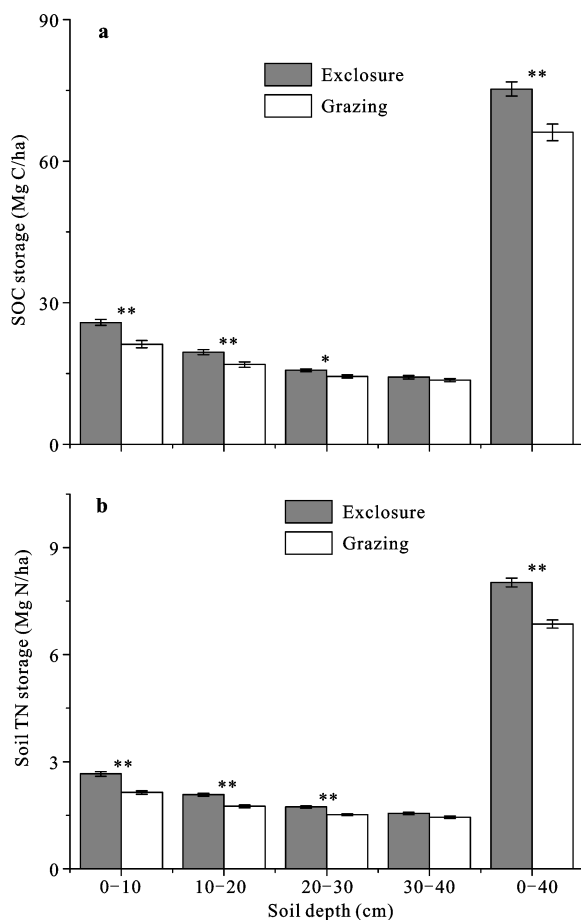 90
a
Exclosure
Grazing
**
60
SOC storage (Mg C/ha)
30
**
**
*
0
b
Exclosure
Grazing
9
**
Soil TN storage (Mg N/ha)
6
3
**
**
**
0
0−10 10−20 20−30 30−40 0−40
Soil depth (cm)